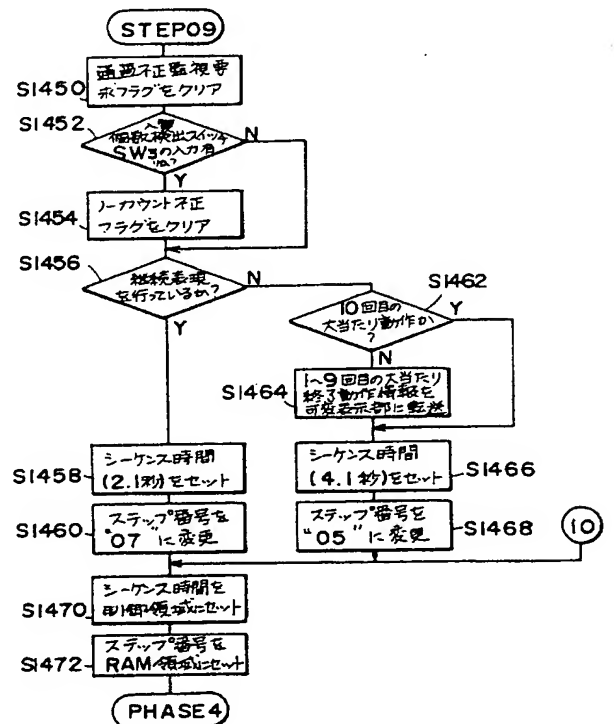 STEP09
S1450
通過不正監視要
求フラグをクリア
S1452
入賞
個数検出スイッチ
SW3の入力有
りか?
N
Y
S1454
ノーカウント不正
フラグをクリア
S1456
継続表現
を行っているか?
N
Y
S1462
10回目の
大当たり動作か
?
Y
N
S1464
1~9回目の大当たり
終了動作情報を
可変表示部に転送
S1458
シーケンス時間
(2.1秒)をセット
シーケンス時間
(4.1秒)をセット
S1466
S1460
ステップ番号を
"07"に変更
ステップ番号を
"05"に変更
S1468
10
S1470
シーケンス時間を
領域にセット
S1472
ステップ番号を
RAM領域にセット
PHASE4